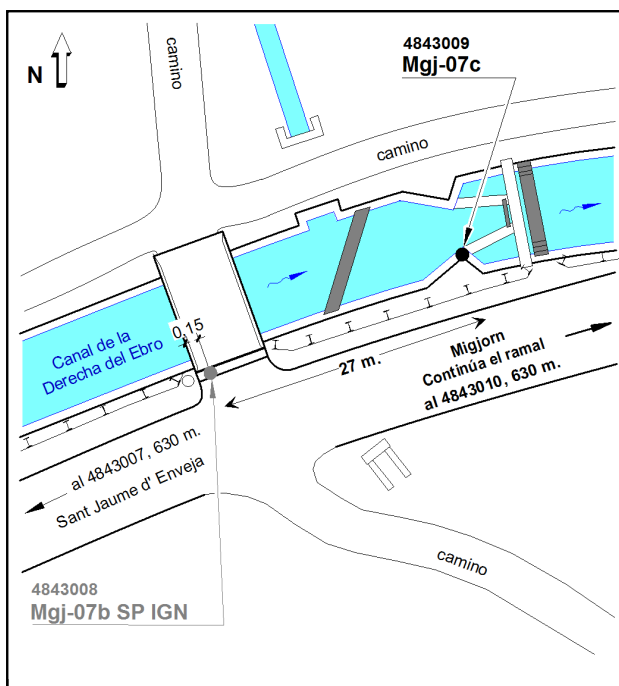 4843009
Mgj-07c
N
camino
camino
Canal de la
Derecha del Ebro
0,15
27 m.
Migjorn
Continúa el ramal
al 4843010, 630 m.
al 4843007, 630 m.
Sant Jaume d' Enveja
camino
4843008
Mgj-07b SP IGN